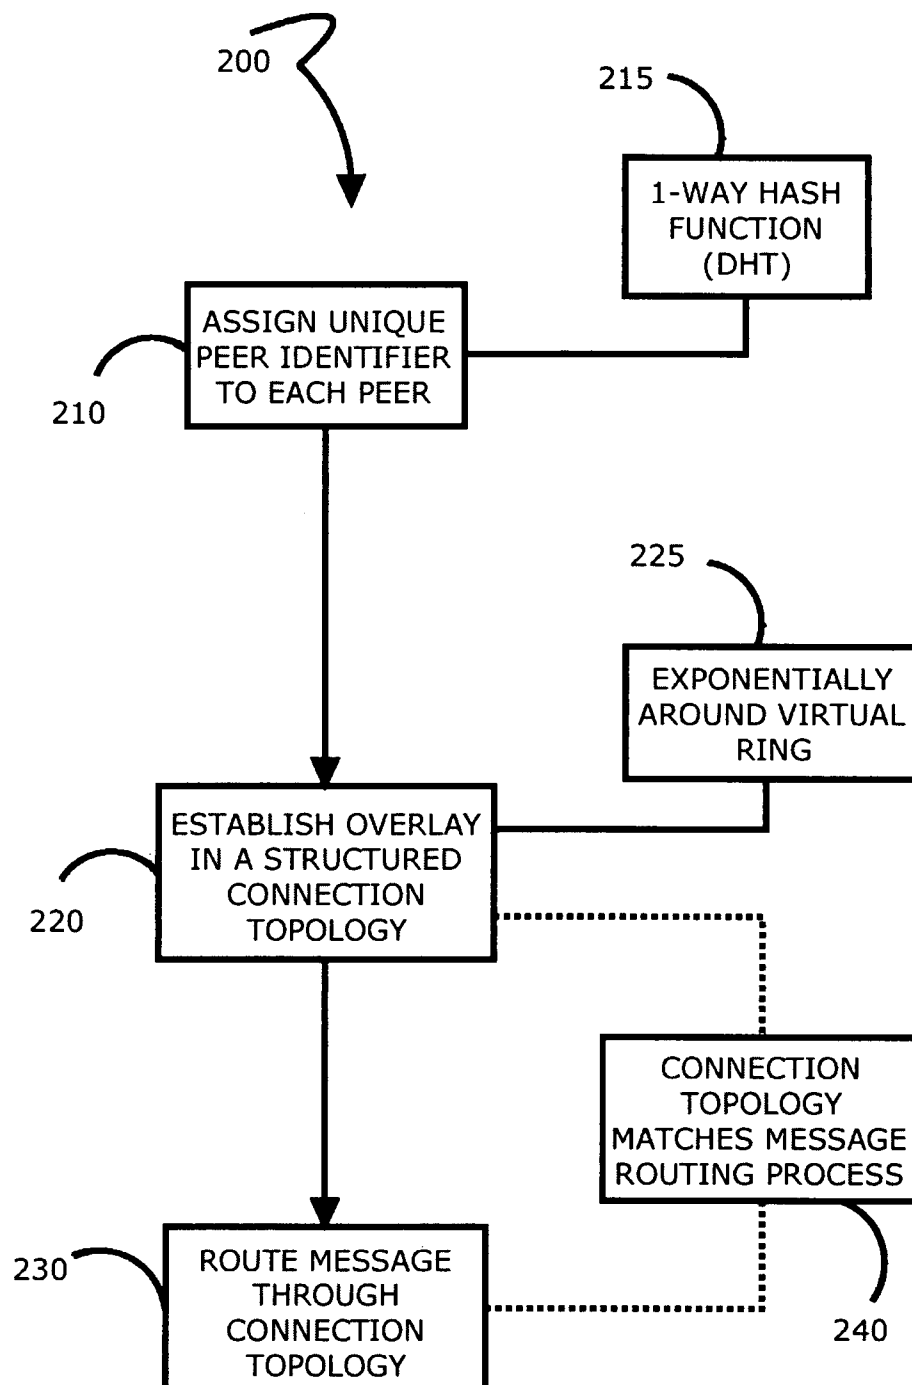 200
215
1-WAY HASH
FUNCTION
(DHT)
ASSIGN UNIQUE
PEER IDENTIFIER
TO EACH PEER
210
225
EXPONENTIALLY
AROUND VIRTUAL
RING
ESTABLISH OVERLAY
IN A STRUCTURED
CONNECTION
TOPOLOGY
220
CONNECTION
TOPOLOGY
MATCHES MESSAGE
ROUTING PROCESS
230
ROUTE MESSAGE
THROUGH
CONNECTION
TOPOLOGY
240